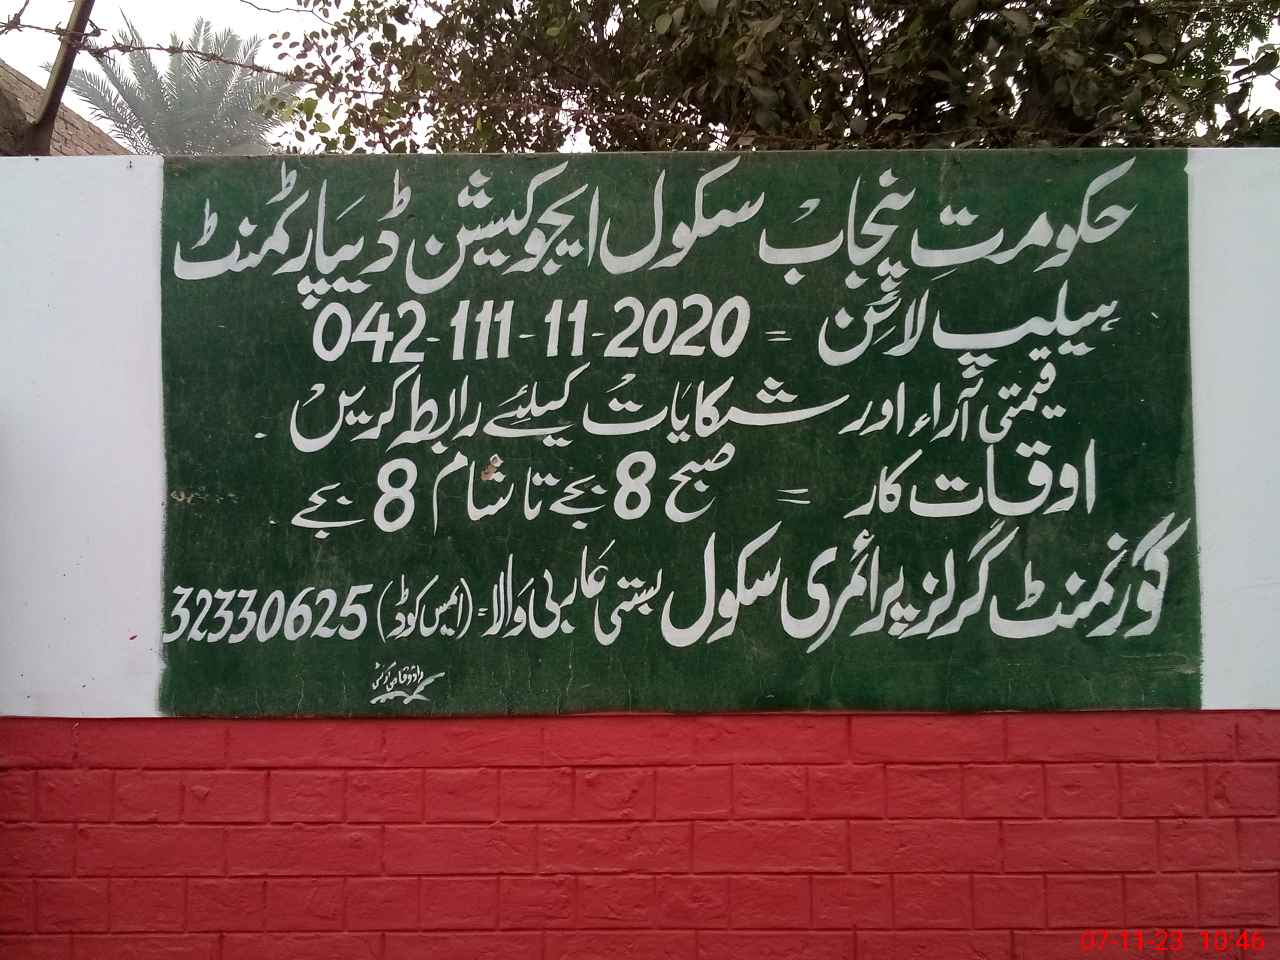 حکومتِ پنجاب سکول ایجوکیشن ڈیپارٹمنٹ
ہیلپ لائن = 042-111-11-2020
قیمتی آراء اور شکایات کیلئے رابطہ کریں
اوقات کار = صبح 8 بجے تا شام 8 بجے
گورنمنٹ گرلز پرائمری سکول بستی عاربی والا = (ایمس کوڈ) 32330625
07-11-23 10:46